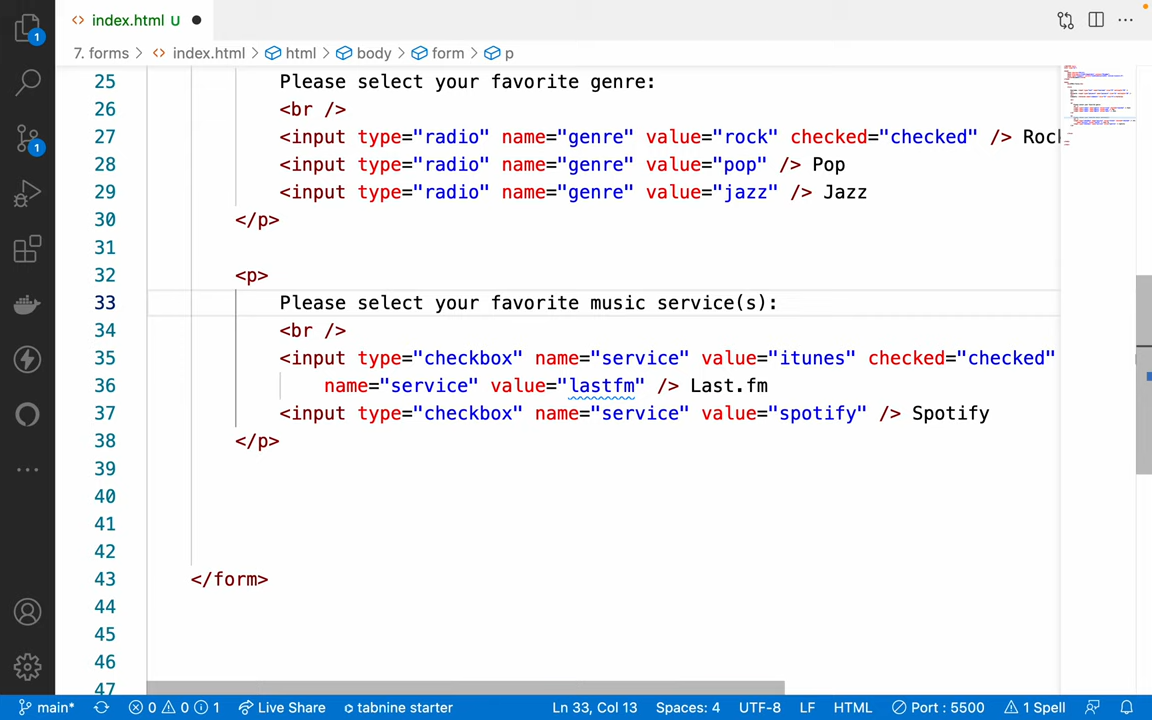 index.html U
7. forms > index.html > html > body > form > p
1
1
25 Please select your favorite genre:
26 <br />
27 <input type="radio" name="genre" value="rock" checked="checked" /> Rock
28 <input type="radio" name="genre" value="pop" /> Pop
29 <input type="radio" name="genre" value="jazz" /> Jazz
30 </p>
31
32 <p>
33 Please select your favorite music service(s):
34 <br />
35 <input type="checkbox" name="service" value="itunes" checked="checked"
36 name="service" value="lastfm" /> Last.fm
37 <input type="checkbox" name="service" value="spotify" /> Spotify
38 </p>
39
40
41
42
43 </form>
44
45
46
47
main* 0 0 1 Live Share tabnine starter Ln 33, Col 13 Spaces: 4 UTF-8 LF HTML Port : 5500 1 Spell